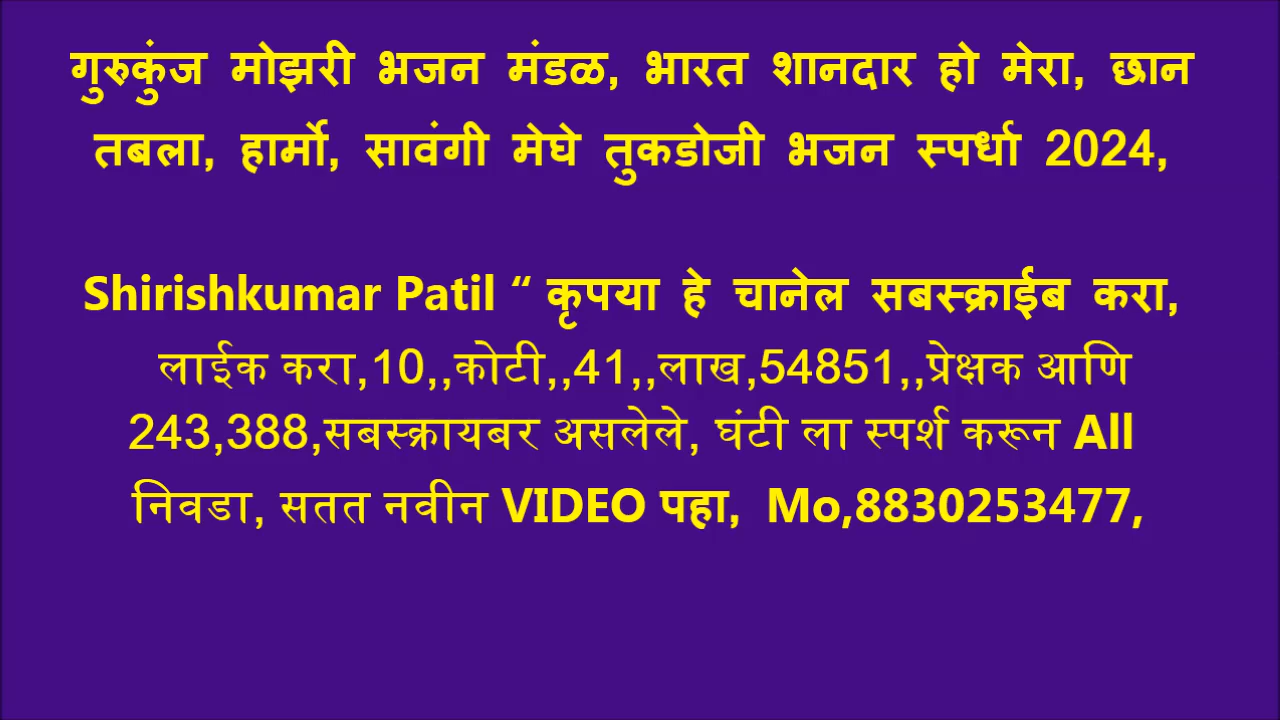 गुरुकुंज मोझरी भजन मंडळ, भारत शानदार हो मेरा, छान
तबला, हार्मो, सावंगी मेघे तुकडोजी भजन स्पर्धा 2024,
Shirishkumar Patil “ कृपया हे चानेल सबस्क्राईब करा,
लाईक करा,10,,कोटी,,41,,लाख,54851,,प्रेक्षक आणि
243,388,सबस्क्रायबर असलेले, घंटी ला स्पर्श करून All
निवडा, सतत नवीन VIDEO पहा, Mo,8830253477,